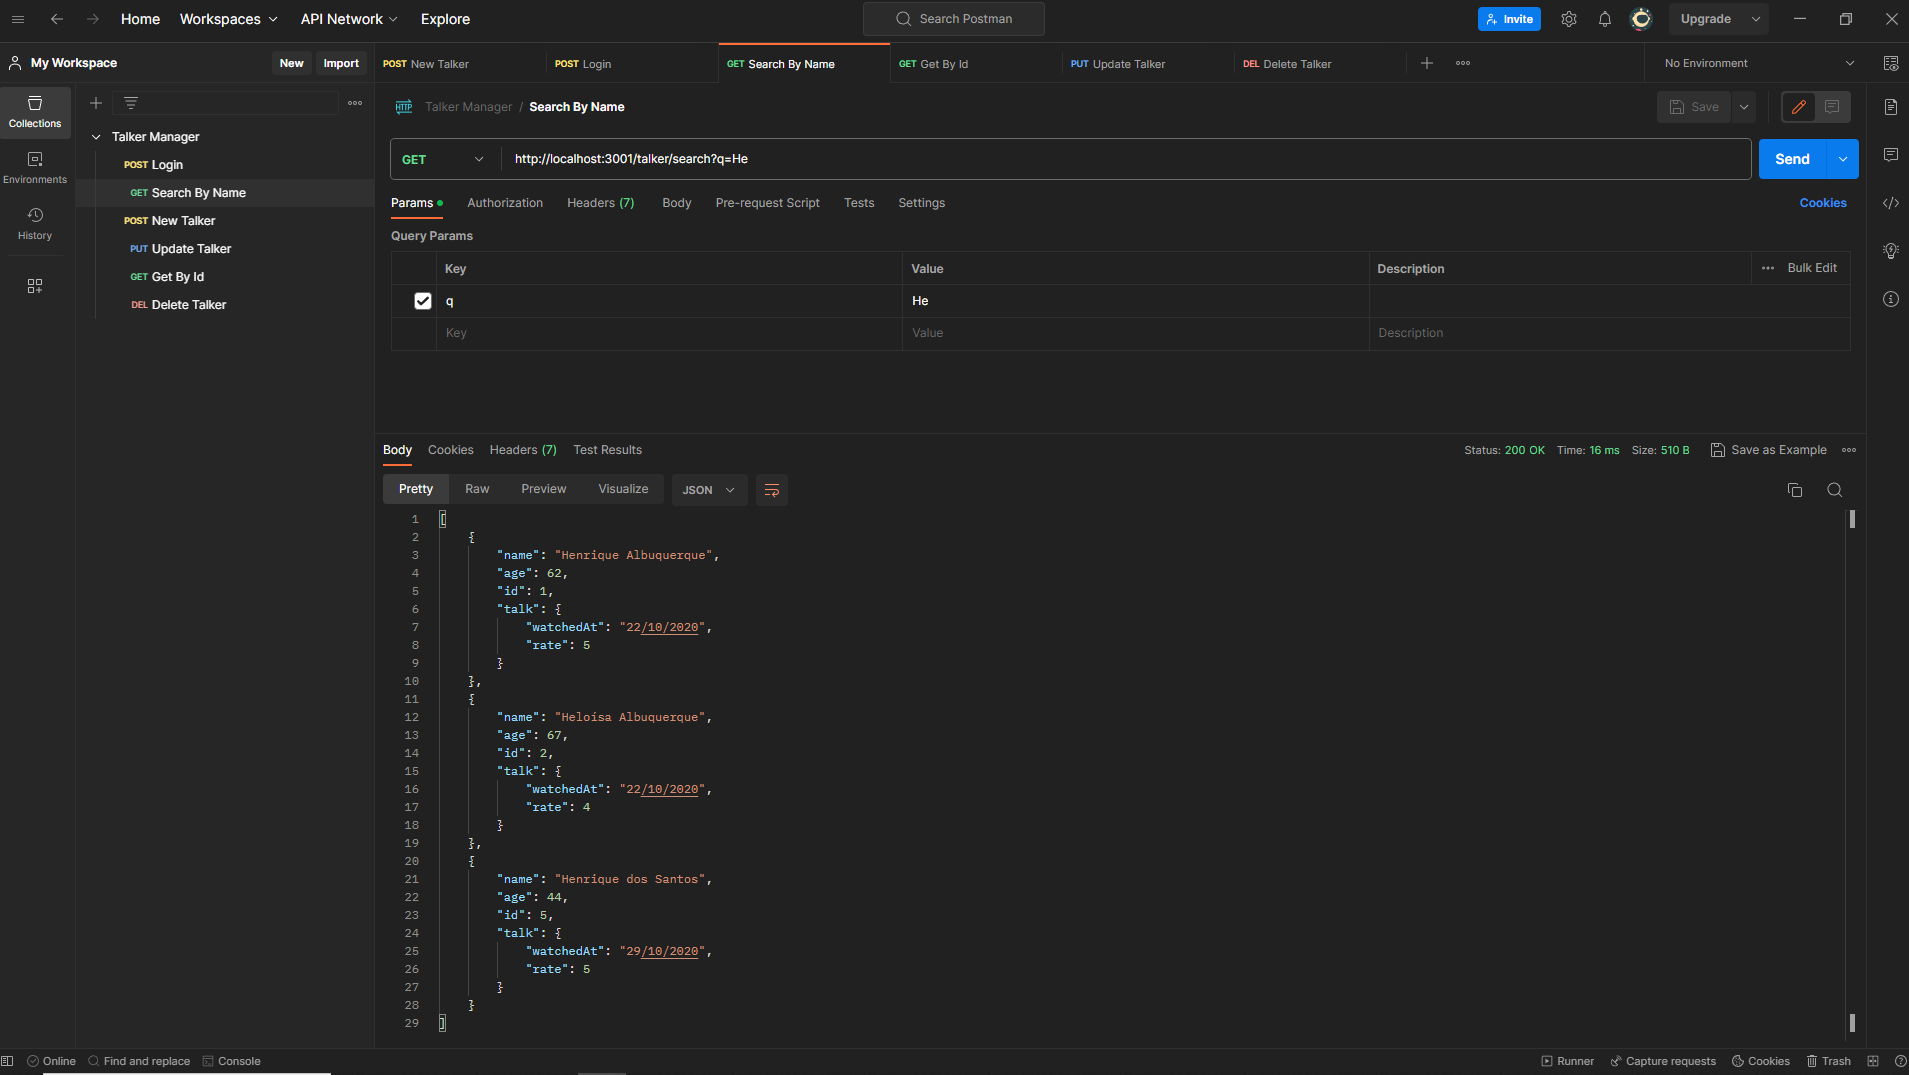 Home Workspaces API Network Explore Search Postman Invite Upgrade
My Workspace New Import POST New Talker POST Login GET Search By Name GET Get By Id PUT Update Talker DEL Delete Talker No Environment
Collections
Environments
History
Talker Manager
POST Login
GET Search By Name
POST New Talker
PUT Update Talker
GET Get By Id
DEL Delete Talker
HTTP Talker Manager / Search By Name Save
GET http://localhost:3001/talker/search?q=He Send
Params Authorization Headers (7) Body Pre-request Script Tests Settings Cookies
Query Params
Key Value Description Bulk Edit
q He
Key Value Description
Body Cookies Headers (7) Test Results Status: 200 OK Time: 16 ms Size: 510 B Save as Example
Pretty Raw Preview Visualize JSON
1 [
2 {
3 "name": "Henrique Albuquerque",
4 "age": 62,
5 "id": 1,
6 "talk": {
7 "watchedAt": "22/10/2020",
8 "rate": 5
9 }
10 },
11 {
12 "name": "Heloísa Albuquerque",
13 "age": 67,
14 "id": 2,
15 "talk": {
16 "watchedAt": "22/10/2020",
17 "rate": 4
18 }
19 },
20 {
21 "name": "Henrique dos Santos",
22 "age": 44,
23 "id": 5,
24 "talk": {
25 "watchedAt": "29/10/2020",
26 "rate": 5
27 }
28 }
29 ]
Online Find and replace Console Runner Capture requests Cookies Trash